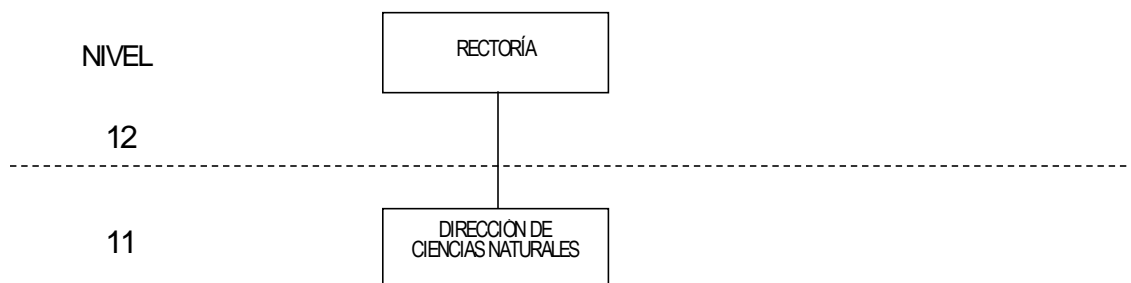 NIVEL
RECTORÍA
12
11
DIRECCIÓN DE
CIENCIAS NATURALES